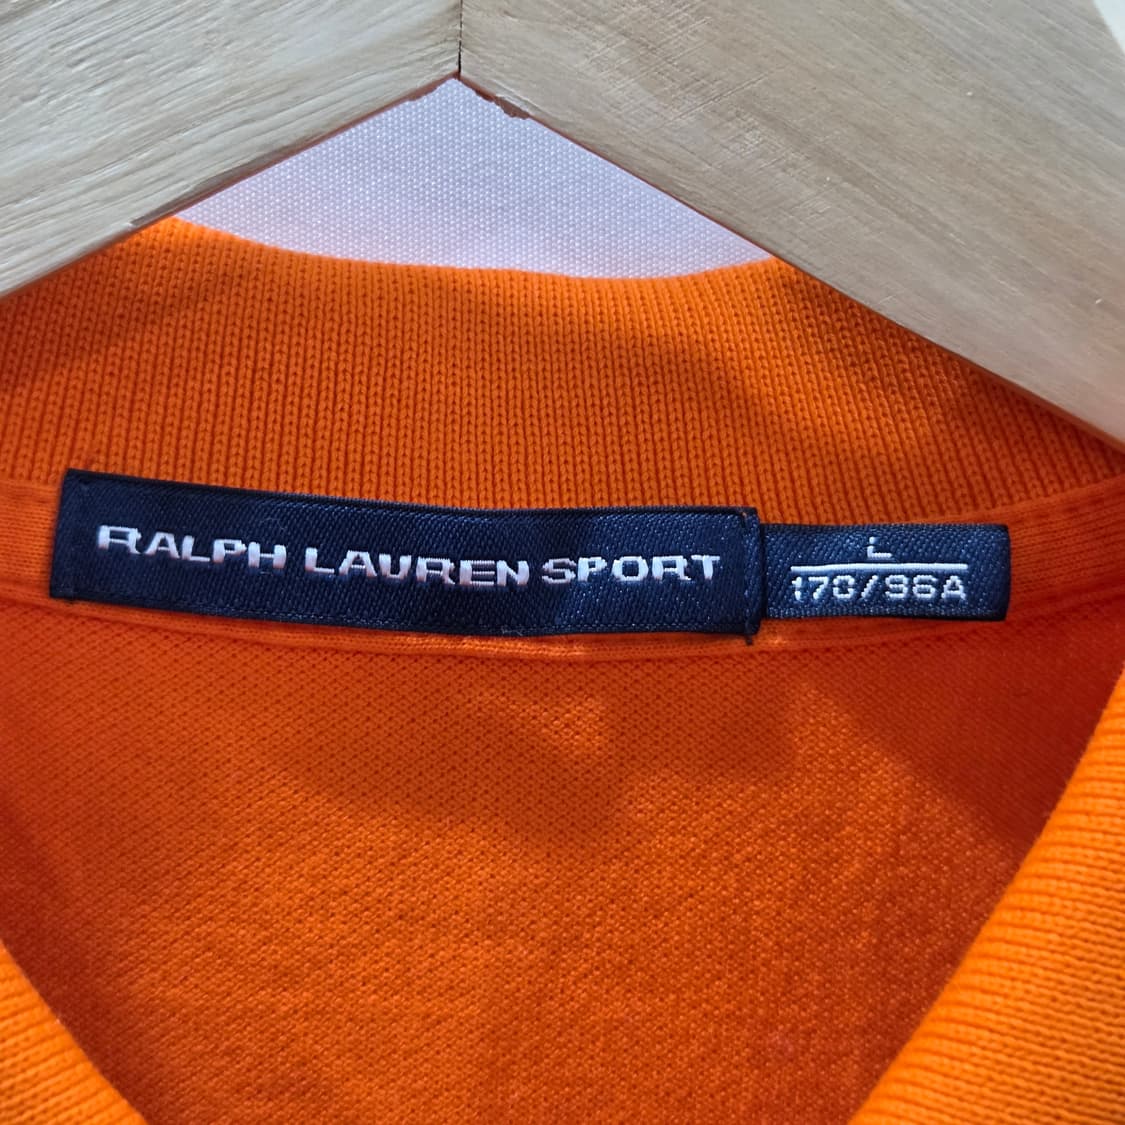 RALPH LAUREN SPORT
L
170/96A